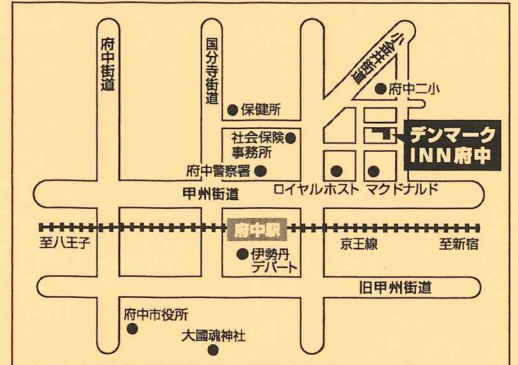 府中街道
国分寺街道
小金井街道
府中二小
保健所
社会保険
事務所
デンマーク
INN府中
府中警察署
ロイヤルホスト
マクドナルド
甲州街道
府中駅
至八王子
京王線
至新宿
伊勢丹
デパート
旧甲州街道
府中市役所
大國魂神社